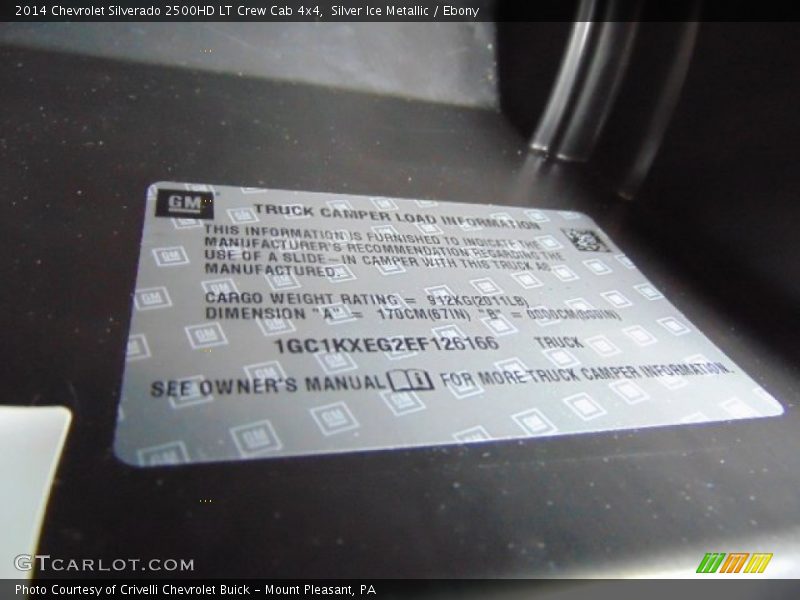 2014 Chevrolet Silverado 2500HD LT Crew Cab 4x4, Silver Ice Metallic / Ebony
GM
TRUCK CAMPER LOAD INFORMATION
THIS INFORMATION IS FURNISHED TO INDICATE THE
MANUFACTURER'S RECOMMENDATION REGARDING THE
USE OF A SLIDE-IN CAMPER WITH THIS TRUCK AS
MANUFACTURED.
CARGO WEIGHT RATING = 912KG(2011LB)
DIMENSION "A" = 170CM(67IN) "B" = 0000CM(000IN)
1GC1KXEG2EF126166 TRUCK
SEE OWNER'S MANUAL FOR MORE TRUCK CAMPER INFORMATION.
GTCARLOT.COM
Photo Courtesy of Crivelli Chevrolet Buick - Mount Pleasant, PA